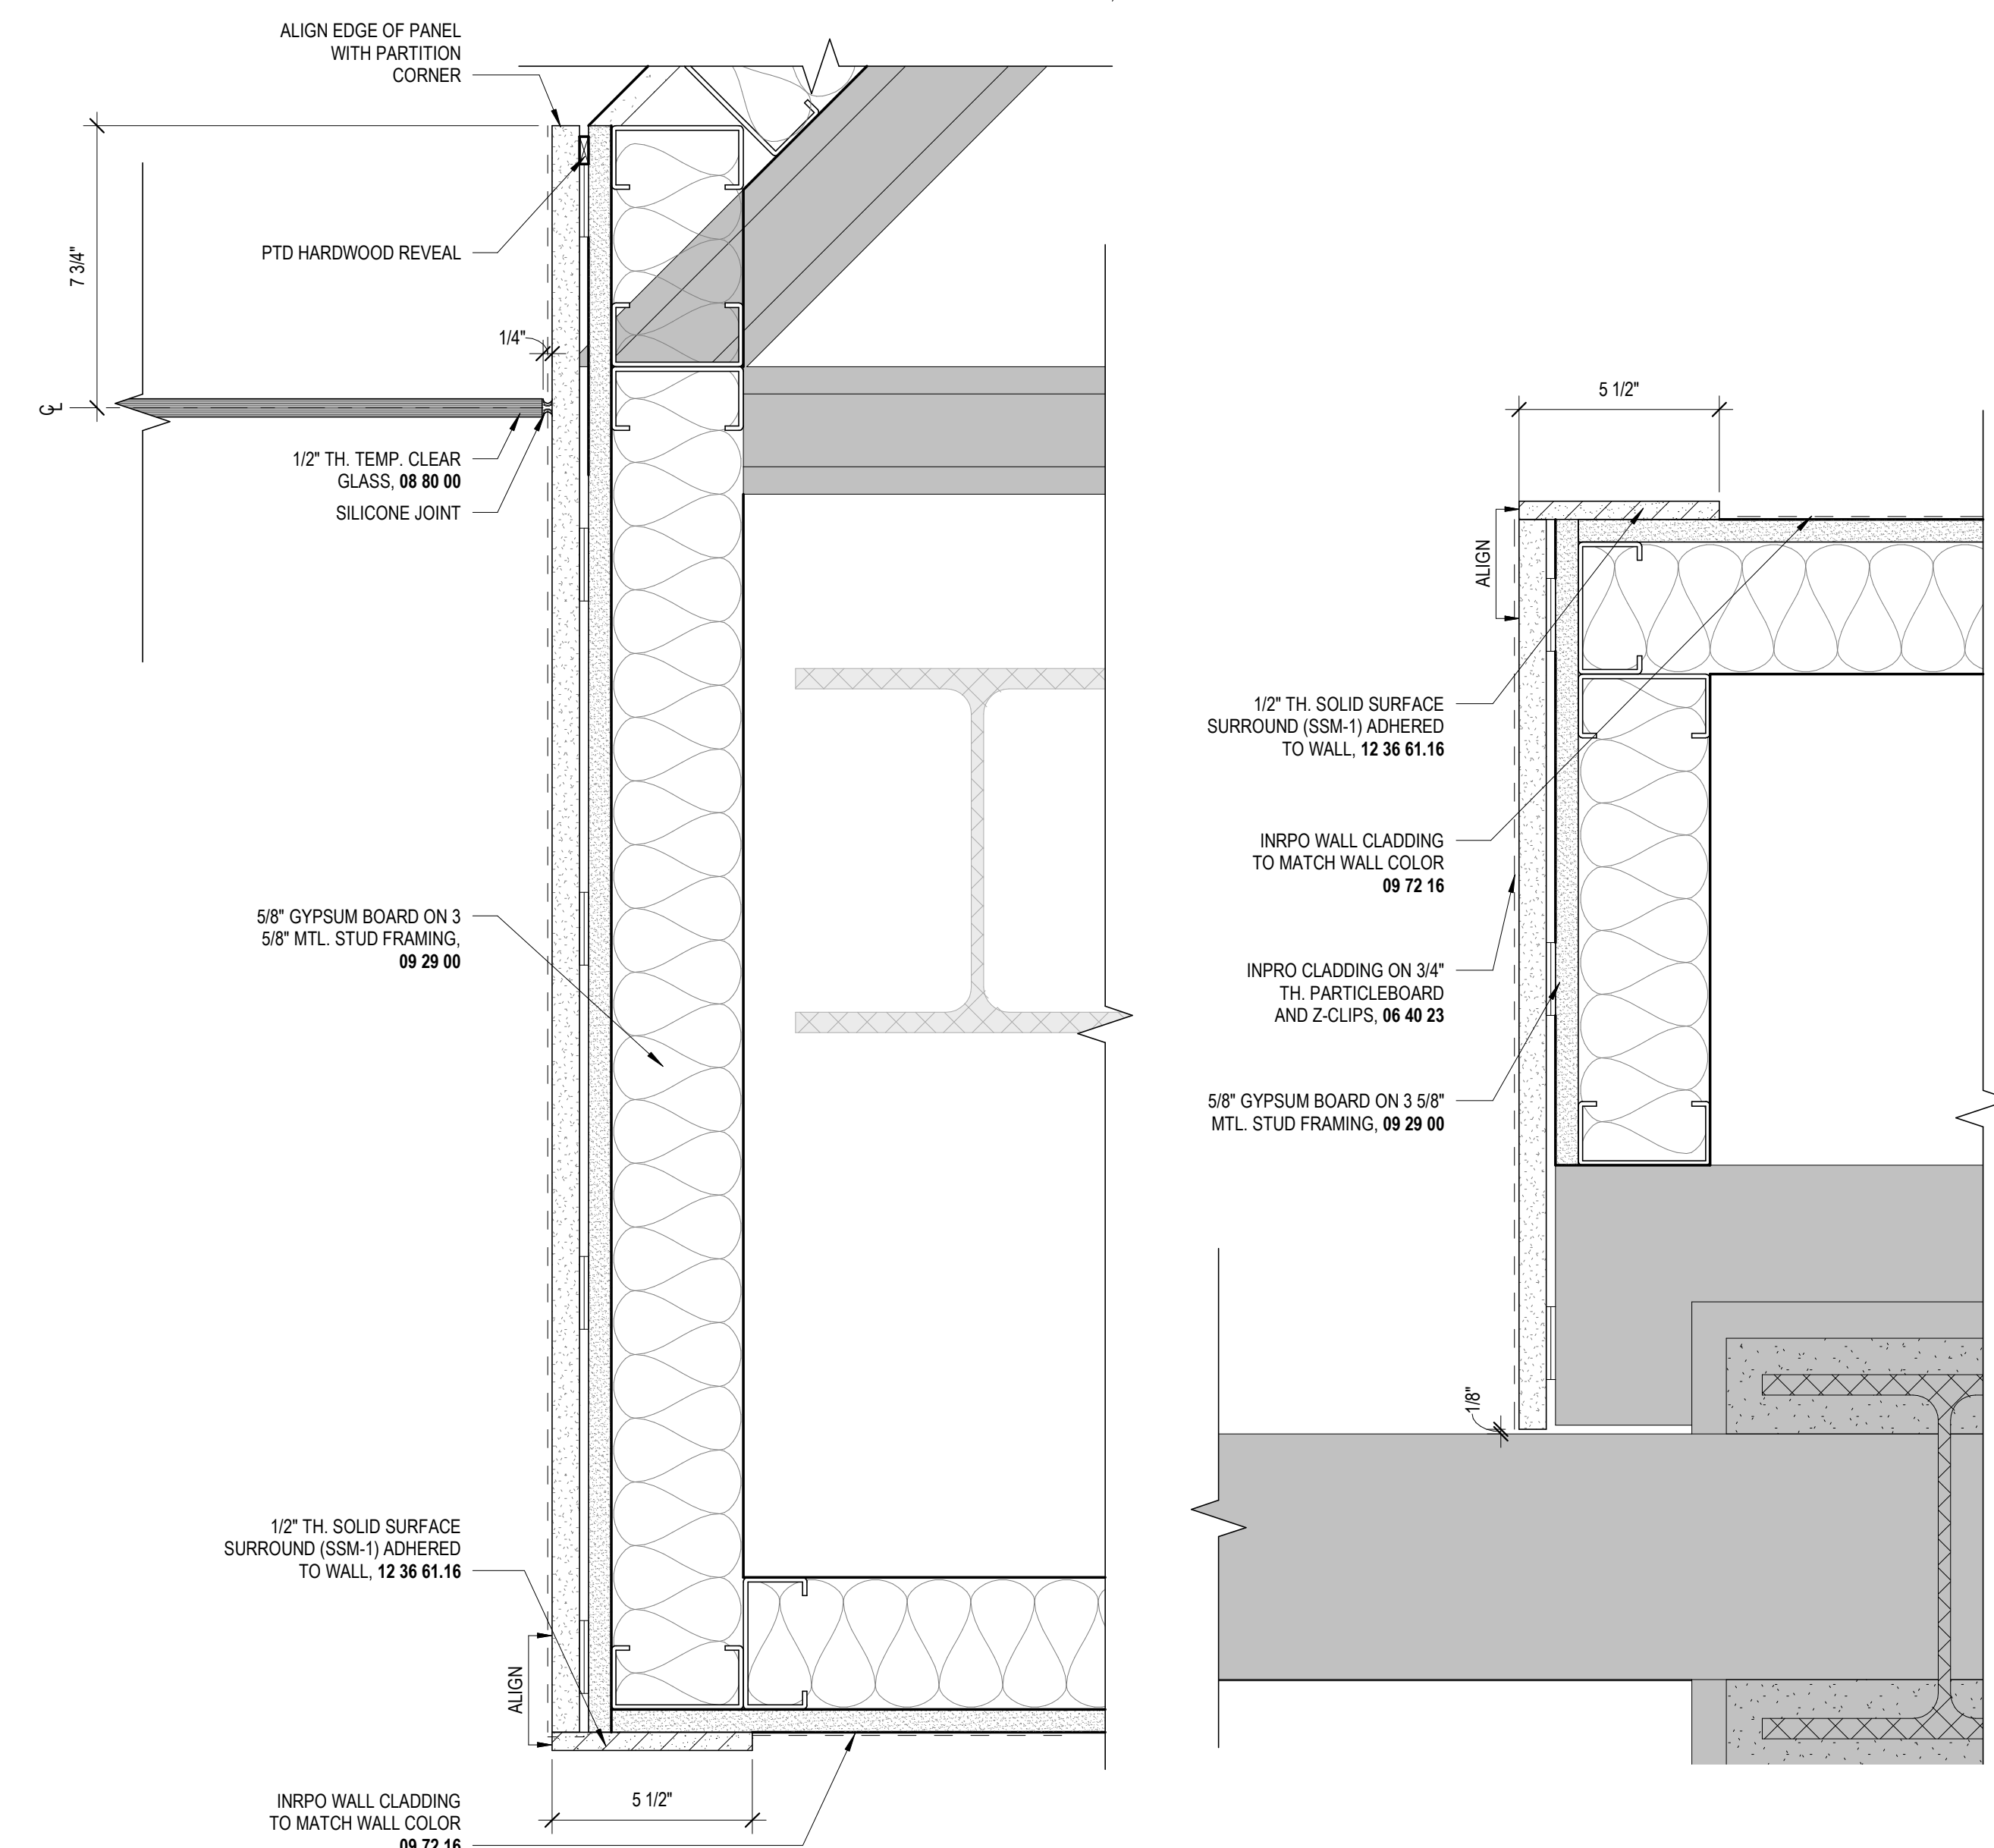 ALIGN EDGE OF PANEL
WITH PARTITION
CORNER
7 3/4"
PTD HARDWOOD REVEAL
1/4"
CL
1/2" TH. TEMP. CLEAR
GLASS, 08 80 00
SILICONE JOINT
5/8" GYPSUM BOARD ON 3
5/8" MTL. STUD FRAMING,
09 29 00
1/2" TH. SOLID SURFACE
SURROUND (SSM-1) ADHERED
TO WALL, 12 36 61.16
ALIGN
5 1/2"
INRPO WALL CLADDING
TO MATCH WALL COLOR
09 72 16
5 1/2"
ALIGN
1/2" TH. SOLID SURFACE
SURROUND (SSM-1) ADHERED
TO WALL, 12 36 61.16
INRPO WALL CLADDING
TO MATCH WALL COLOR
09 72 16
INPRO CLADDING ON 3/4"
TH. PARTICLEBOARD
AND Z-CLIPS, 06 40 23
5/8" GYPSUM BOARD ON 3 5/8"
MTL. STUD FRAMING, 09 29 00
1/8"